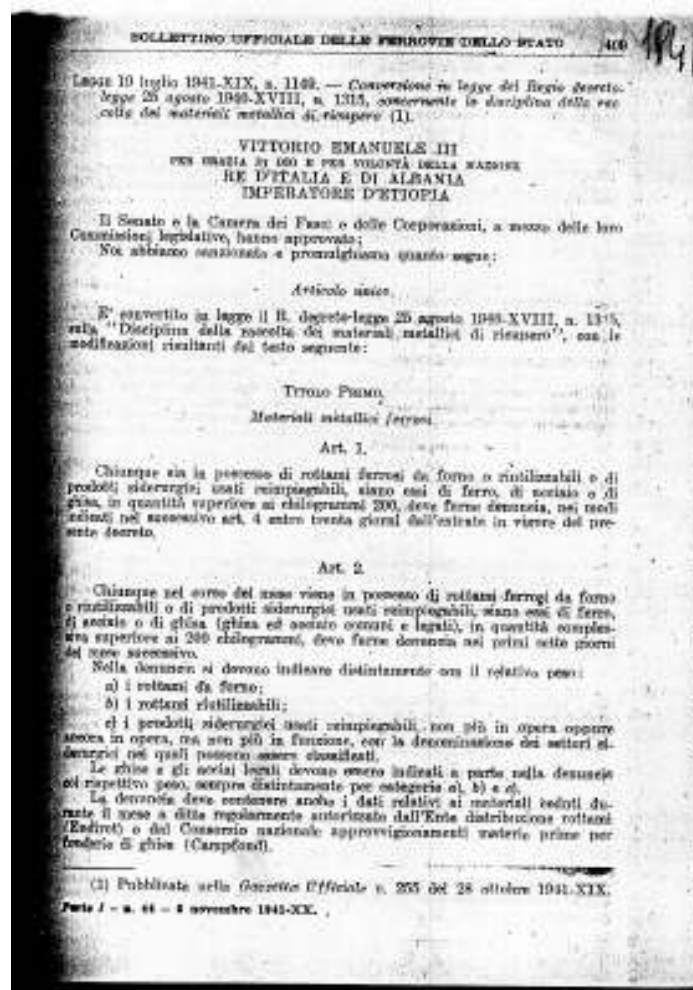 BOLLETTINO UFFICIALE DELLE FERROVIE DELLO STATO 409
LEGGE 19 luglio 1941-XIX, n. 1149. — Conversione in legge del Regio decreto-
legge 25 agosto 1940-XVIII, n. 1315, concernente la disciplina della rac
colta dei materiali metallici di ricupero (1).
VITTORIO EMANUELE III
PER GRAZIA DI DIO E PER VOLONTÀ DELLA NAZIONE
RE D'ITALIA E DI ALBANIA
IMPERATORE D'ETIOPIA
Il Senato e la Camera dei Fasci e delle Corporazioni, a mezzo delle loro
Commissioni legislative, hanno approvato;
Noi abbiamo sanzionato e promulghiamo quanto segue:
Articolo unico.
E' convertito in legge il R. decreto-legge 25 agosto 1940-XVIII, n. 1315,
sulla "Disciplina della raccolta dei materiali metallici di ricupero", con le
modificazioni risultanti dal testo seguente:
TITOLO PRIMO.
Materiali metallici ferrosi.
Art. 1.
Chiunque sia in possesso di rottami ferrosi da forno o riutilizzabili o di
prodotti siderurgici usati reimpiegabili, siano essi di ferro, di acciaio o di
ghisa, in quantità superiore ai chilogrammi 200, deve farne denuncia, nei modi
indicati nel successivo art. 4 entro trenta giorni dall'entrata in vigore del pre-
sente decreto.
Art. 2.
Chiunque nel corso del mese viene in possesso di rottami ferrosi da forno
o riutilizzabili o di prodotti siderurgici usati reimpiegabili, siano essi di ferro,
di acciaio o di ghisa (ghisa ed acciaio comuni e legati), in quantità comples-
siva superiore ai 200 chilogrammi, deve farne denuncia nei primi sette giorni
del mese successivo.
Nella denuncia si devono indicare distintamente con il relativo peso:
a) i rottami da forno;
b) i rottami riutilizzabili;
c) i prodotti siderurgici usati reimpiegabili non più in opera oppure
ancora in opera, ma non più in funzione, con la denominazione dei settori si-
derurgici nei quali possono essere classificati.
Le ghise e gli acciai legati devono essere indicati a parte nella denuncia
col rispettivo peso, sempre distintamente per categorie a), b) e c).
La denuncia deve contenere anche i dati relativi ai materiali ceduti du-
rante il mese a ditte regolarmente autorizzate dall'Ente distribuzione rottami
(Endirot) o dal Consorzio nazionale approvvigionamenti materie prime per
fonderie di ghisa (Campfond).
(1) Pubblicata nella Gazzetta Ufficiale n. 255 del 28 ottobre 1941-XIX.
Parte I – n. 44 – 8 novembre 1941-XX.